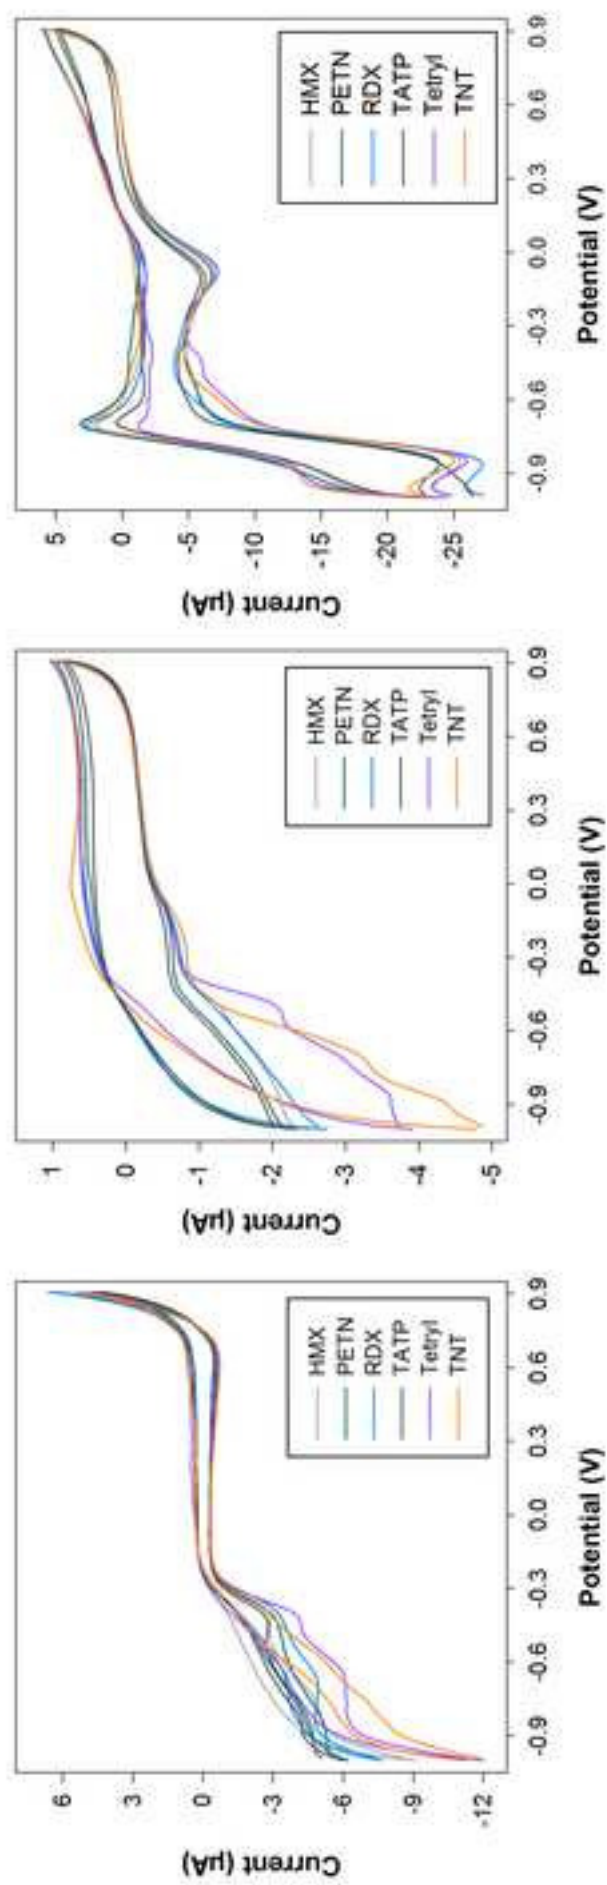 Current (µA)
6
3
0
-3
-6
-9
-12
HMX
PETN
RDX
TATP
Tetryl
TNT
-0.9
-0.6
-0.3
0.0
0.3
0.6
0.9
Potential (V)
Current (µA)
1
0
-1
-2
-3
-4
-5
HMX
PETN
RDX
TATP
Tetryl
TNT
-0.9
-0.6
-0.3
0.0
0.3
0.6
0.9
Potential (V)
Current (µA)
5
0
-5
-10
-15
-20
-25
HMX
PETN
RDX
TATP
Tetryl
TNT
-0.9
-0.6
-0.3
0.0
0.3
0.6
0.9
Potential (V)